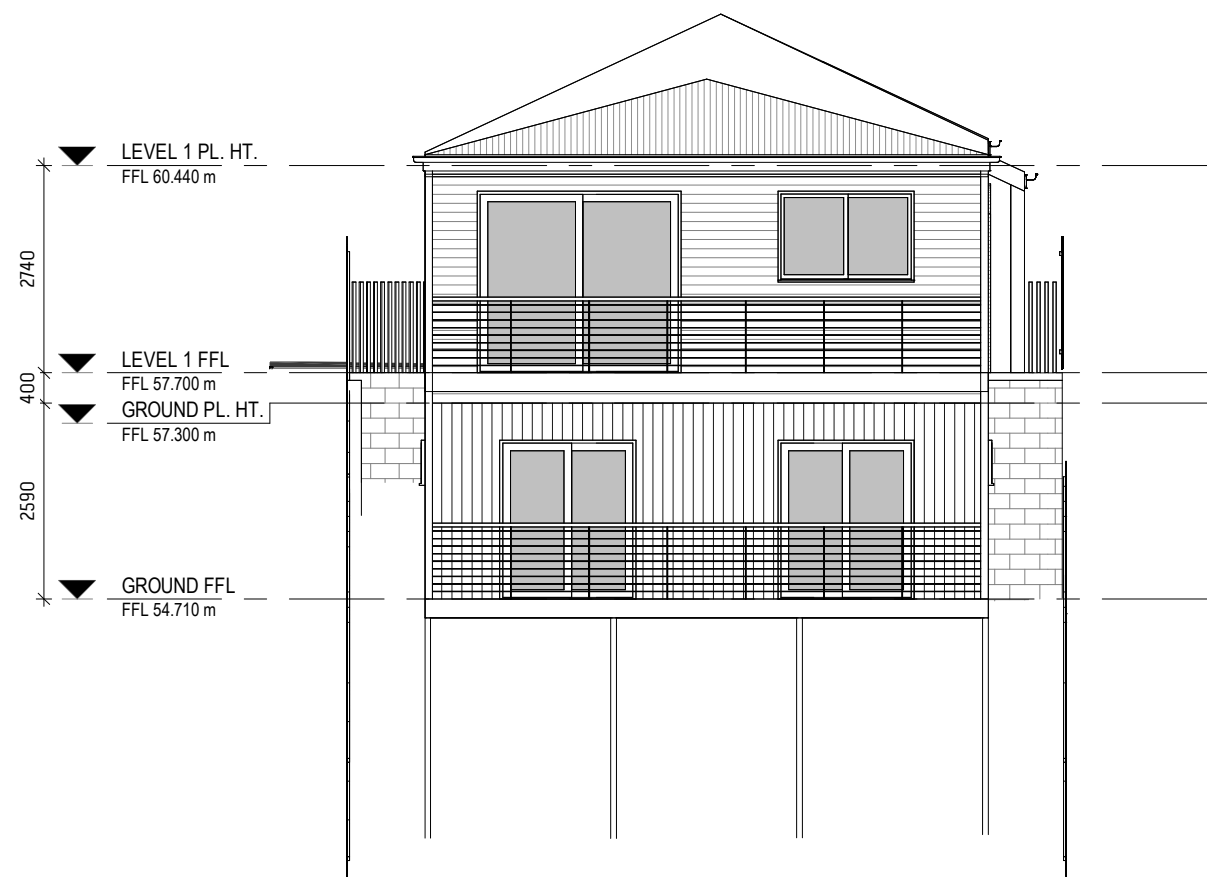 LEVEL 1 PL. HT.
FFL 60.440 m
2740
LEVEL 1 FFL
FFL 57.700 m
400
GROUND PL. HT.
FFL 57.300 m
2590
GROUND FFL
FFL 54.710 m